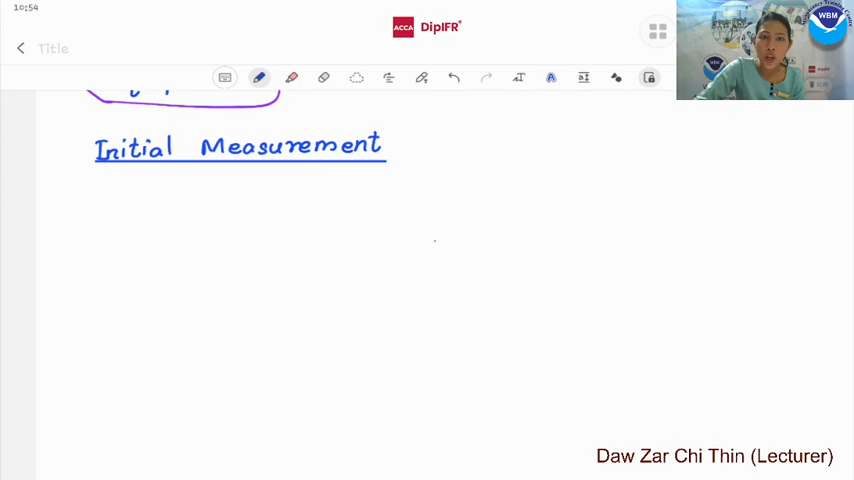 10:54
ACCA DipIFR
Title
WBM
Initial Measurement
Daw Zar Chi Thin (Lecturer)